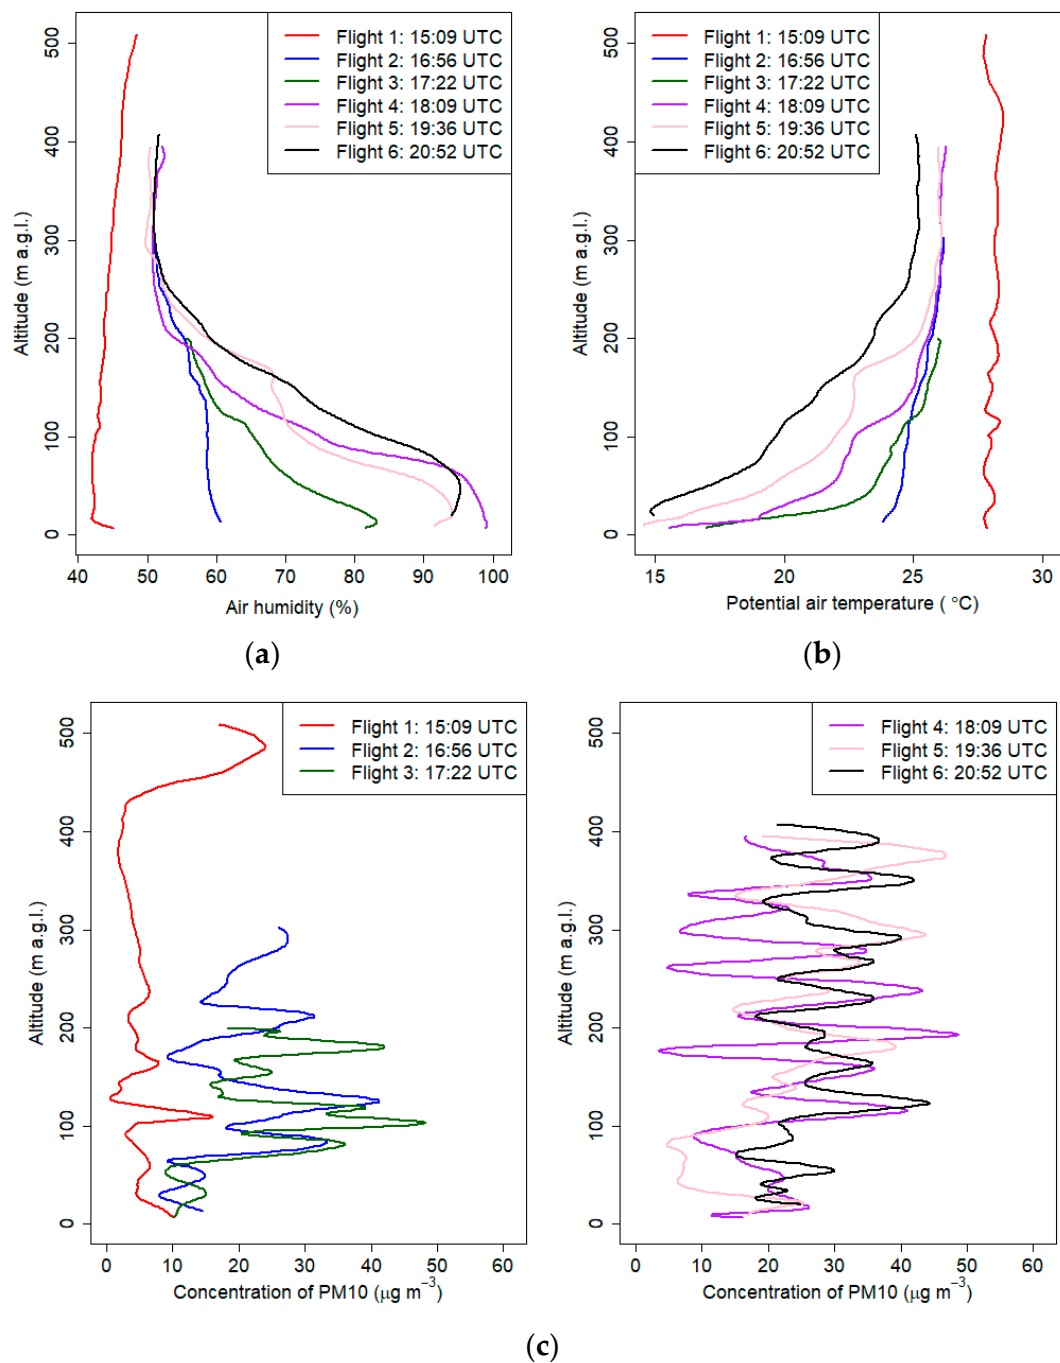 Flight 1: 15:09 UTC
Flight 2: 16:56 UTC
Flight 3: 17:22 UTC
Flight 4: 18:09 UTC
Flight 5: 19:36 UTC
Flight 6: 20:52 UTC
500
400
300
200
100
0
Altitude (m a.g.l.)
40 50 60 70 80 90 100
Air humidity (%)
(a)
Flight 1: 15:09 UTC
Flight 2: 16:56 UTC
Flight 3: 17:22 UTC
Flight 4: 18:09 UTC
Flight 5: 19:36 UTC
Flight 6: 20:52 UTC
500
400
300
200
100
0
Altitude (m a.g.l.)
15 20 25 30
Potential air temperature ( °C)
(b)
Flight 1: 15:09 UTC
Flight 2: 16:56 UTC
Flight 3: 17:22 UTC
500
400
300
200
100
0
Altitude (m a.g.l.)
0 10 20 30 40 50 60
Concentration of PM10 (μg m⁻³)
Flight 4: 18:09 UTC
Flight 5: 19:36 UTC
Flight 6: 20:52 UTC
500
400
300
200
100
0
Altitude (m a.g.l.)
0 10 20 30 40 50 60
Concentration of PM10 (μg m⁻³)
(c)